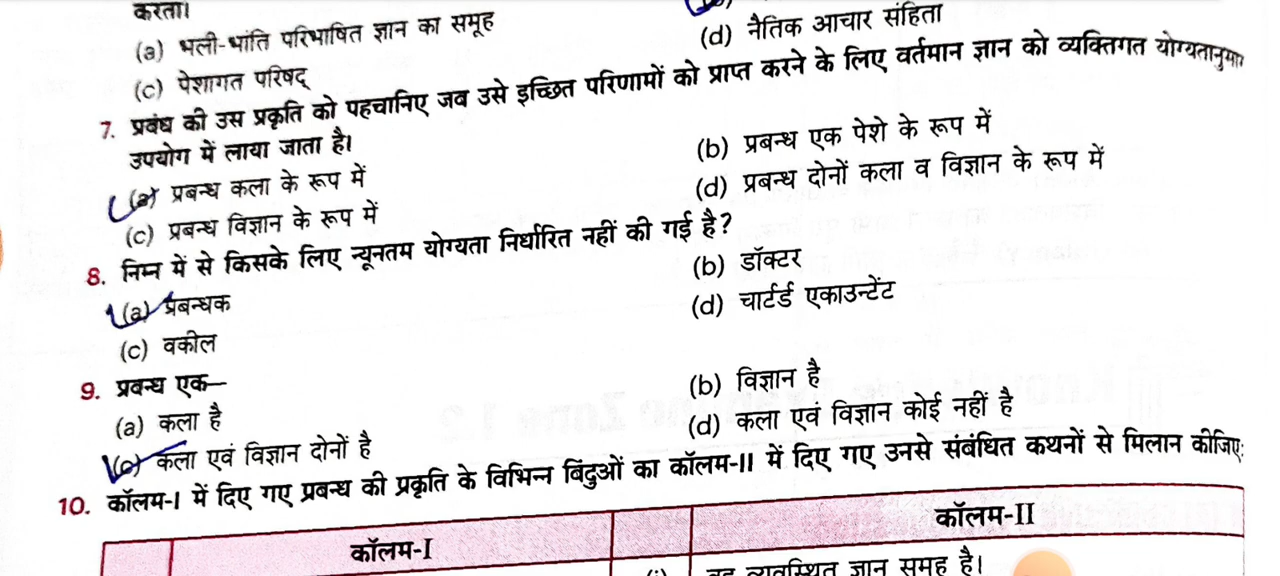 करता।
(a) भली-भांति परिभाषित ज्ञान का समूह
(d) नैतिक आचार संहिता
(c) पेशागत परिषद्
7. प्रबंध की उस प्रकृति को पहचानिए जब उसे इच्छित परिणामों को प्राप्त करने के लिए वर्तमान ज्ञान को व्यक्तिगत योग्यतानुसार
उपयोग में लाया जाता है।
(b) प्रबन्ध एक पेशे के रूप में
(a) प्रबन्ध कला के रूप में
(d) प्रबन्ध दोनों कला व विज्ञान के रूप में
(c) प्रबन्ध विज्ञान के रूप में
8. निम्न में से किसके लिए न्यूनतम योग्यता निर्धारित नहीं की गई है?
(b) डॉक्टर
(a) प्रबन्धक
(d) चार्टर्ड एकाउन्टेंट
(c) वकील
9. प्रबन्ध एक—
(b) विज्ञान है
(a) कला है
(d) कला एवं विज्ञान कोई नहीं है
(c) कला एवं विज्ञान दोनों है
10. कॉलम-I में दिए गए प्रबन्ध की प्रकृति के विभिन्न बिंदुओं का कॉलम-II में दिए गए उनसे संबंधित कथनों से मिलान कीजिए:
कॉलम-I
कॉलम-II
(i) यह व्यवस्थित ज्ञान समूह है।